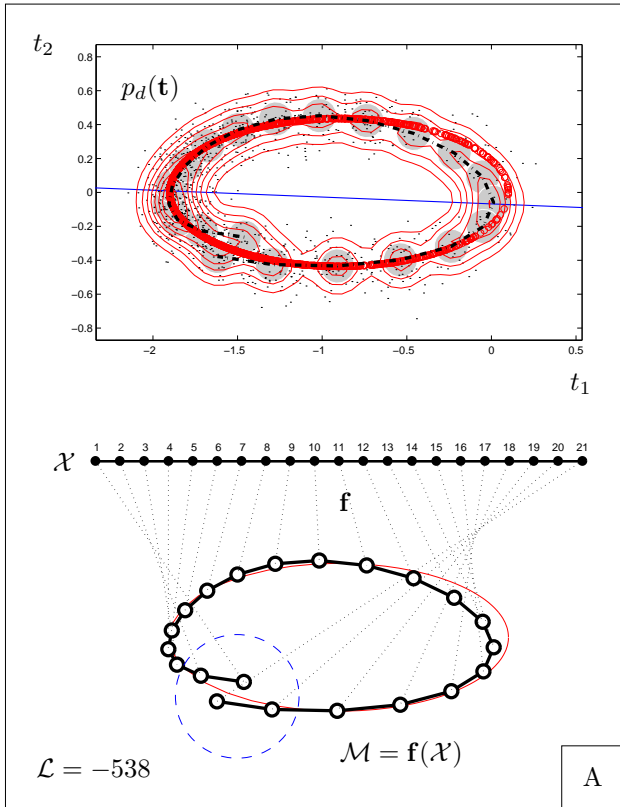 t₂
0.8
p_d(𝐭)
0.6
0.4
0.2
0
−0.2
−0.4
−0.6
−0.8
−2 −1.5 −1 −0.5 0 0.5
t₁
1 2 3 4 5 6 7 8 9 10 11 12 13 14 15 16 17 18 19 20 21
𝒳
𝐟
ℳ = 𝐟(𝒳)
ℒ = −538
A